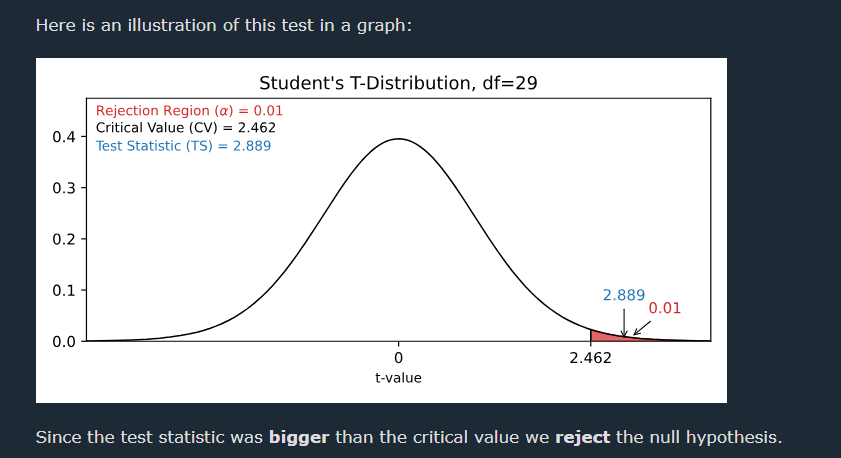 Here is an illustration of this test in a graph:
Student's T-Distribution, df=29
Rejection Region (α) = 0.01
Critical Value (CV) = 2.462
Test Statistic (TS) = 2.889
0.4
0.3
0.2
0.1
0.0
2.889
0.01
0
2.462
t-value
Since the test statistic was bigger than the critical value we reject the null hypothesis.